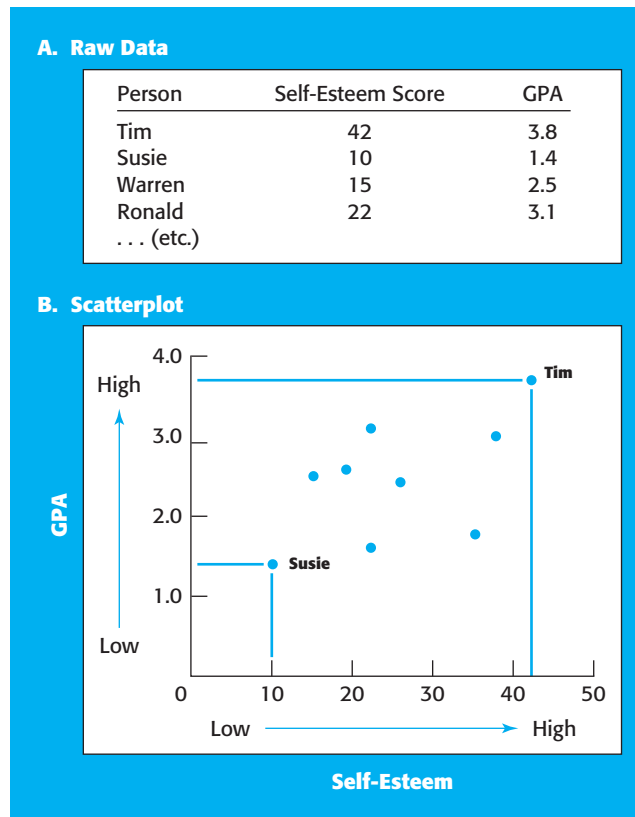 A. Raw Data
Person Self-Esteem Score GPA
Tim 42 3.8
Susie 10 1.4
Warren 15 2.5
Ronald 22 3.1
. . . (etc.)
B. Scatterplot
4.0
High
Tim
3.0
GPA
2.0
Susie
1.0
Low
0 10 20 30 40 50
Low High
Self-Esteem